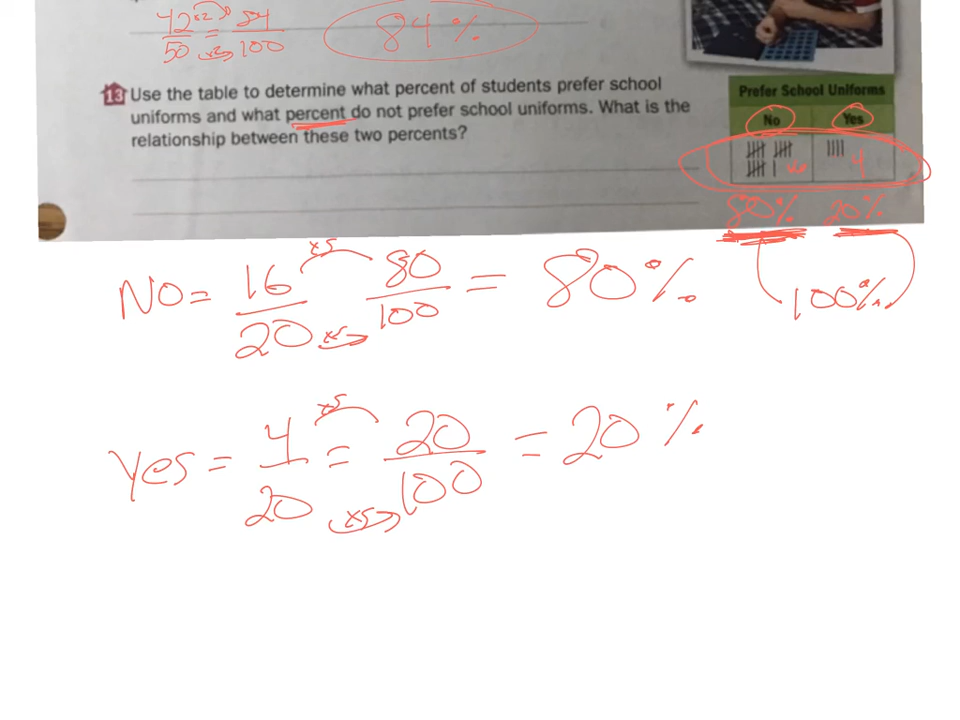 42 x2 84
50 = x2 100
84%
13 Use the table to determine what percent of students prefer school
uniforms and what percent do not prefer school uniforms. What is the
relationship between these two percents?
Prefer School Uniforms
No Yes
16 4
80% 20%
100%
x5
NO = 16 80 = 80%
20 x5 100
x5
Yes = 4 = 20 = 20%
20 x5 100